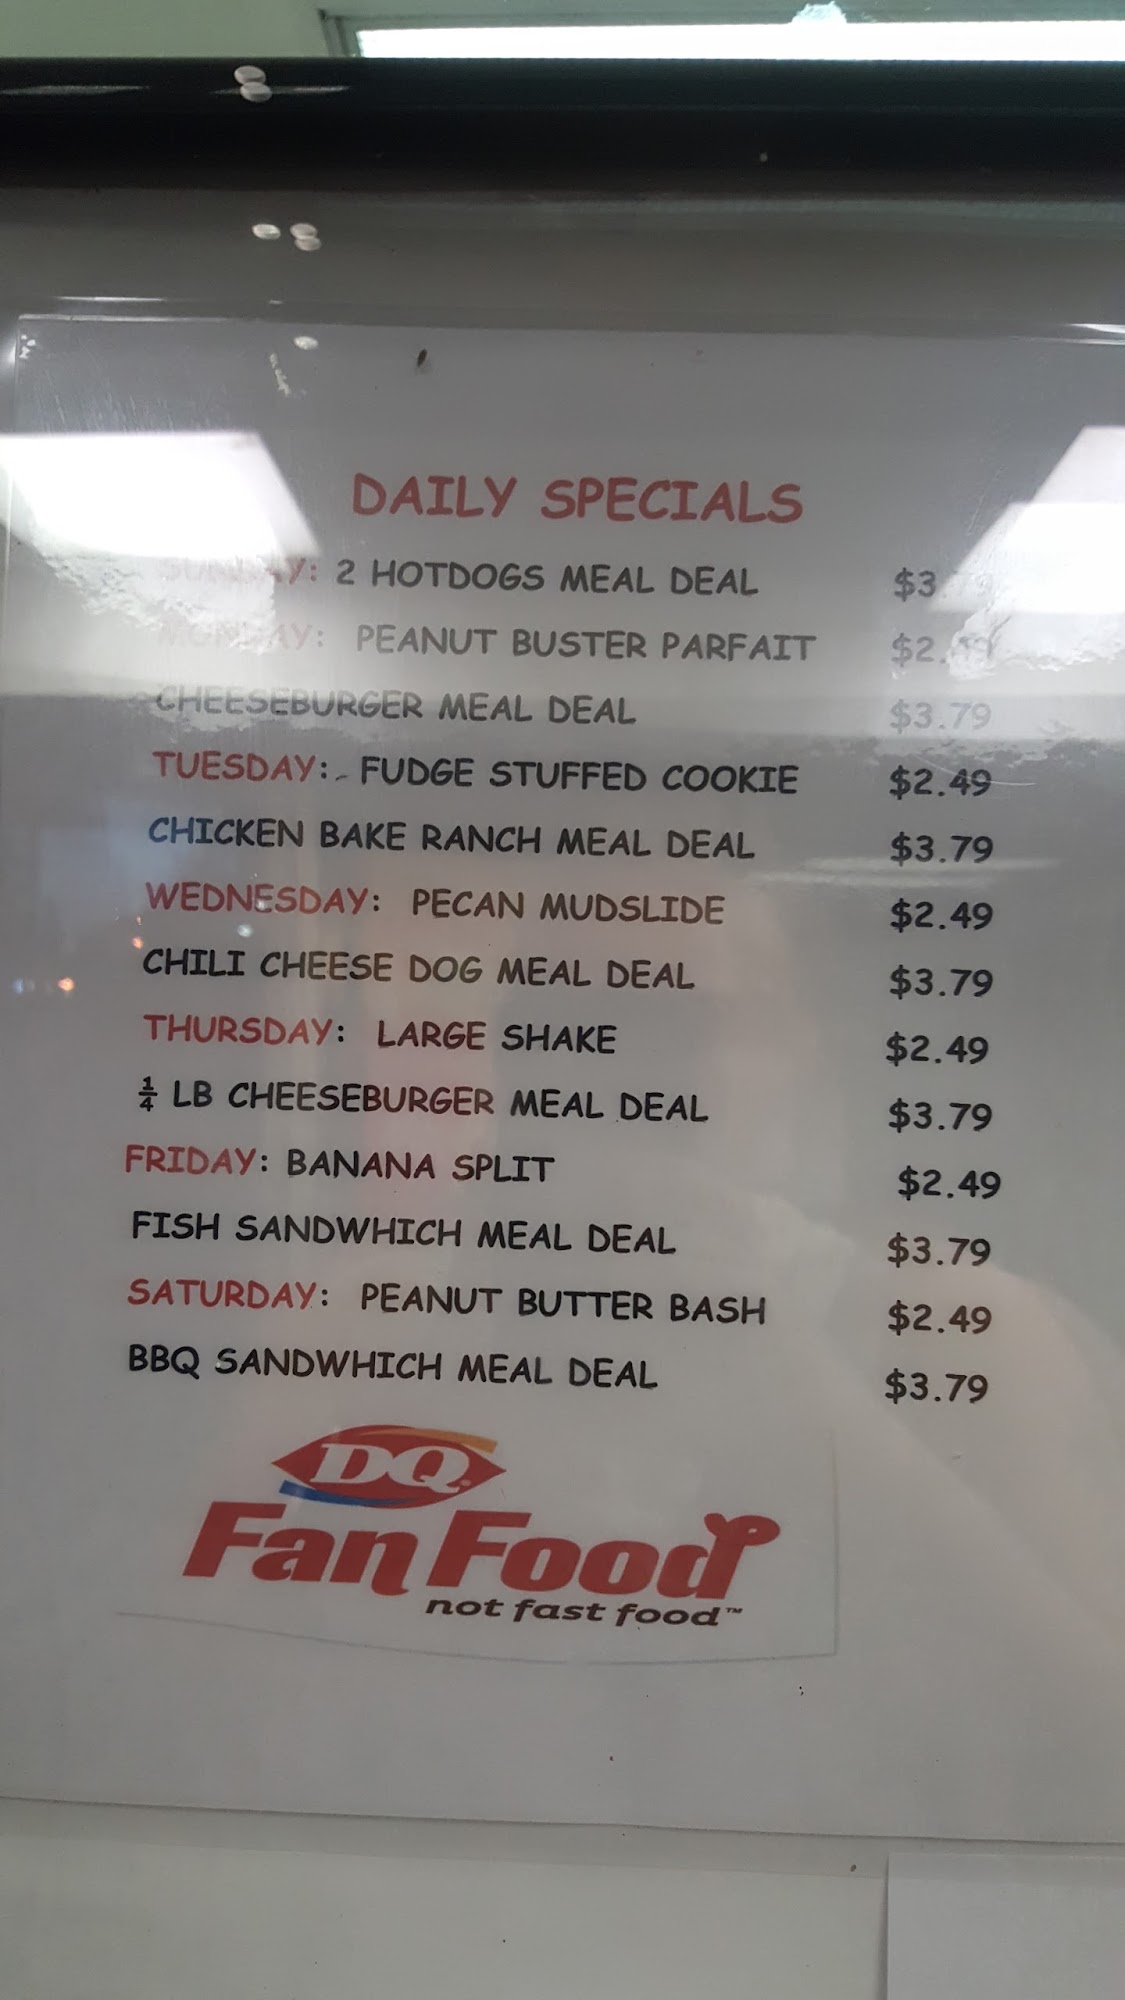 DAILY SPECIALS
SUNDAY: 2 HOTDOGS MEAL DEAL
MONDAY: PEANUT BUSTER PARFAIT
CHEESEBURGER MEAL DEAL $3.79
TUESDAY: FUDGE STUFFED COOKIE $2.49
CHICKEN BAKE RANCH MEAL DEAL $3.79
WEDNESDAY: PECAN MUDSLIDE $2.49
CHILI CHEESE DOG MEAL DEAL $3.79
THURSDAY: LARGE SHAKE $2.49
¼ LB CHEESEBURGER MEAL DEAL $3.79
FRIDAY: BANANA SPLIT $2.49
FISH SANDWHICH MEAL DEAL $3.79
SATURDAY: PEANUT BUTTER BASH $2.49
BBQ SANDWHICH MEAL DEAL $3.79
DQ®
Fan Food
not fast food™